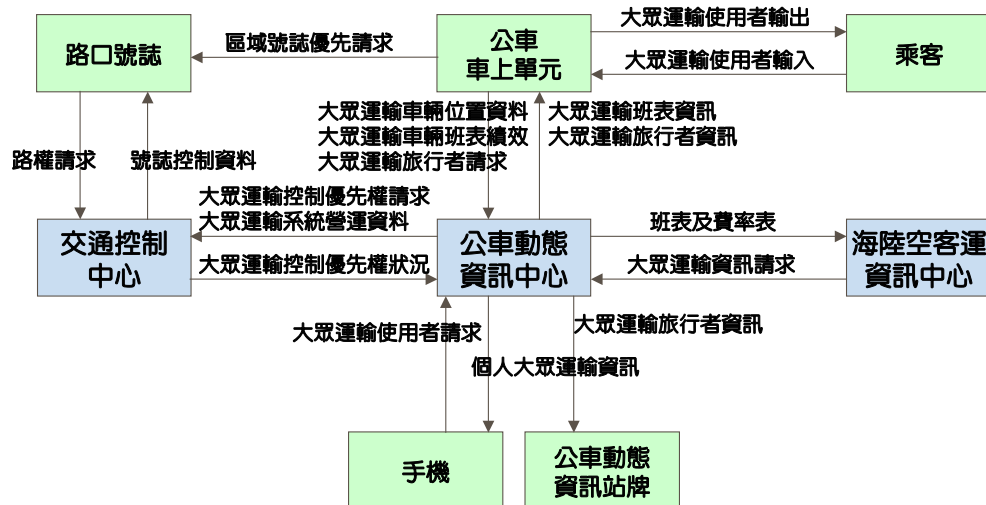 大眾運輸使用者輸出
路口號誌
區域號誌優先請求
公車
車上單元
乘客
大眾運輸使用者輸入
大眾運輸車輛位置資料
大眾運輸車輛班表績效
大眾運輸旅行者請求
大眾運輸班表資訊
大眾運輸旅行者資訊
路權請求
號誌控制資料
大眾運輸控制優先權請求
大眾運輸系統營運資料
交通控制
中心
公車動態
資訊中心
班表及費率表
海陸空客運
資訊中心
大眾運輸控制優先權狀況
大眾運輸資訊請求
大眾運輸使用者請求
大眾運輸旅行者資訊
個人大眾運輸資訊
手機
公車動態
資訊站牌